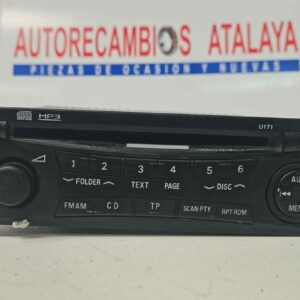 AUTORECAMBIOS ATALAYA
PIEZAS DE OCASIÓN Y NUEVAS
MP3
U171
1 2 3 4 5 6
FOLDER TEXT PAGE DISC
FMAM CD TP SCAN·PTY RPT·RDM